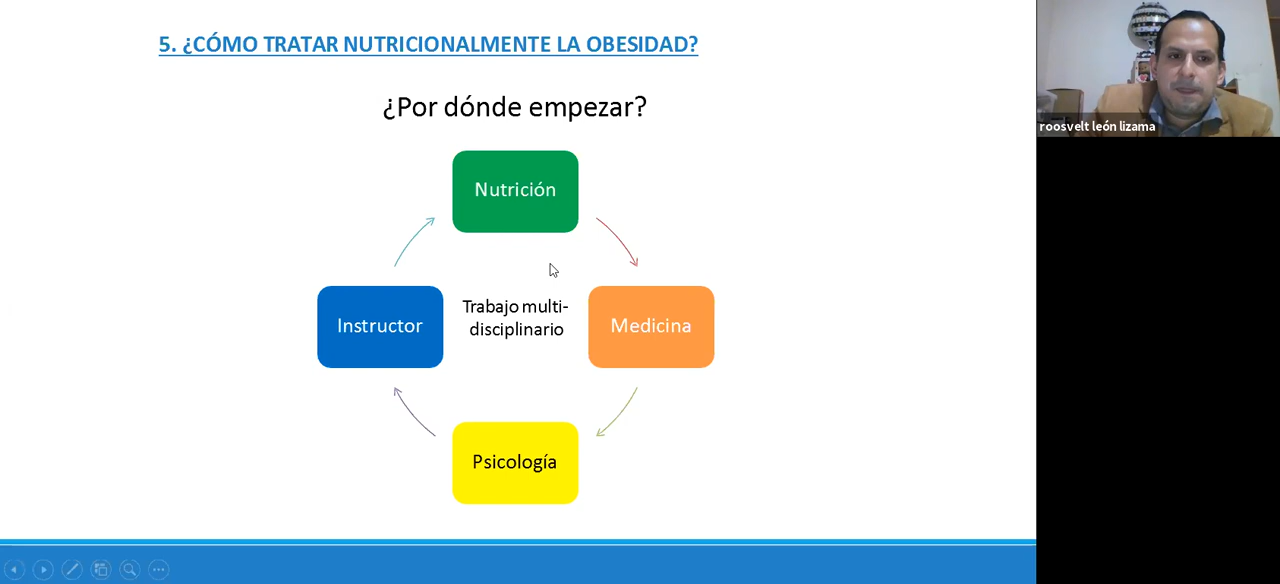 5. ¿CÓMO TRATAR NUTRICIONALMENTE LA OBESIDAD?
¿Por dónde empezar?
Nutrición
Instructor
Trabajo multi-
disciplinario
Medicina
Psicología
roosvelt león lizama